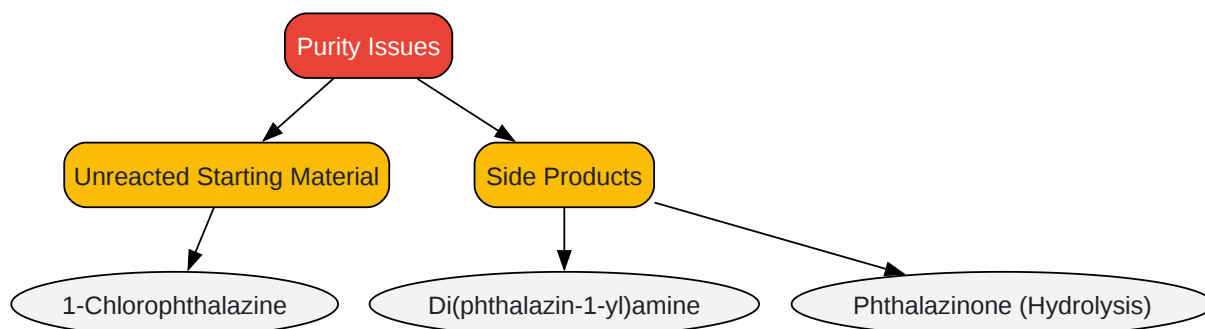 Purity Issues
Unreacted Starting Material
Side Products
1-Chlorophthalazine
Di(phthalazin-1-yl)amine
Phthalazinone (Hydrolysis)